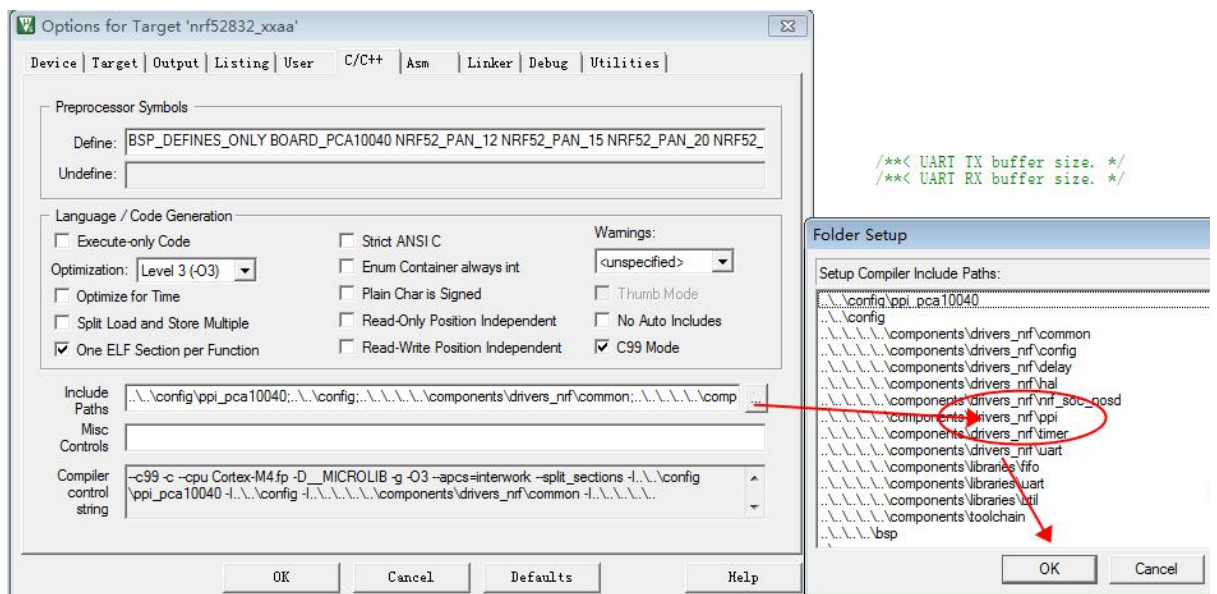 Options for Target 'nrf52832_xxaa'
Device | Target | Output | Listing | User | C/C++ | Asm | Linker | Debug | Utilities
Preprocessor Symbols
Define: BSP_DEFINES_ONLY BOARD_PCA10040 NRF52_PAN_12 NRF52_PAN_15 NRF52_PAN_20 NRF52_
Undefine:
Language / Code Generation
Execute-only Code
Optimization: Level 3 (-O3)
Optimize for Time
Split Load and Store Multiple
One ELF Section per Function
Strict ANSI C
Enum Container always int
Plain Char is Signed
Read-Only Position Independent
Read-Write Position Independent
Warnings:
<unspecified>
Thumb Mode
No Auto Includes
C99 Mode
Include Paths ..\..\config\ppi_pca10040;..\..\config;..\..\..\..\..\components\drivers_nrf\common;..\..\..\..\..\comp ...
Misc Controls
Compiler control string
--c99 -c --cpu Cortex-M4.fp -D__MICROLIB -g -O3 --apcs=interwork --split_sections -I..\..\config
\ppi_pca10040 -I..\..\config -I..\..\..\..\..\components\drivers_nrf\common -I..\..\..\..\..
OK Cancel Defaults Help
/**< UART TX buffer size. */
/**< UART RX buffer size. */
Folder Setup
Setup Compiler Include Paths:
..\..\config\ppi_pca10040
..\..\config
..\..\..\..\..\components\drivers_nrf\common
..\..\..\..\..\components\drivers_nrf\config
..\..\..\..\..\components\drivers_nrf\delay
..\..\..\..\..\components\drivers_nrf\hal
..\..\..\..\..\components\drivers_nrf\nrf_soc_nosd
..\..\..\..\..\components\drivers_nrf\ppi
..\..\..\..\..\components\drivers_nrf\timer
..\..\..\..\..\components\drivers_nrf\uart
..\..\..\..\..\components\libraries\fifo
..\..\..\..\..\components\libraries\uart
..\..\..\..\..\components\libraries\util
..\..\..\..\..\components\toolchain
..\..\..\..\bsp
OK Cancel